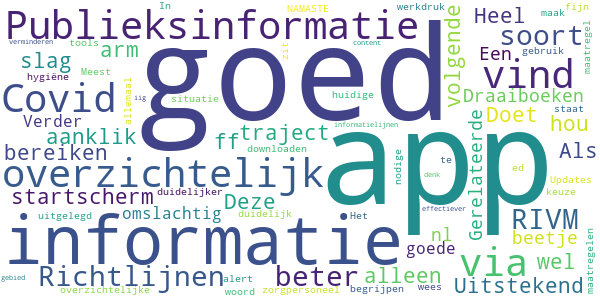 In NAMASTE werkdruk maak fijn
Publieksinformatie Heel
verminderen toois arm zit content volgende soort maatregel
Meest slag goed gebruik
hygiëne allemaal vind
Covid iig situatie huidige Draaiboeken
Verder informatielijnen Een staat
aanklik ff traject app Doet hou
bereiken downloaden nodige te Als
overzichtelijk denk ed Updates
startscherm duidelijker Deze Gerelateerde keuze
uitgelegd omslachtig Het effectiever RIVM
informatie duidelijk nl beetje
goede via wel maatregelen
Richtlijnen alert beter alleen
gebied overzichtelijke woord zorgpersoneel begrijpen wees Uitstekend